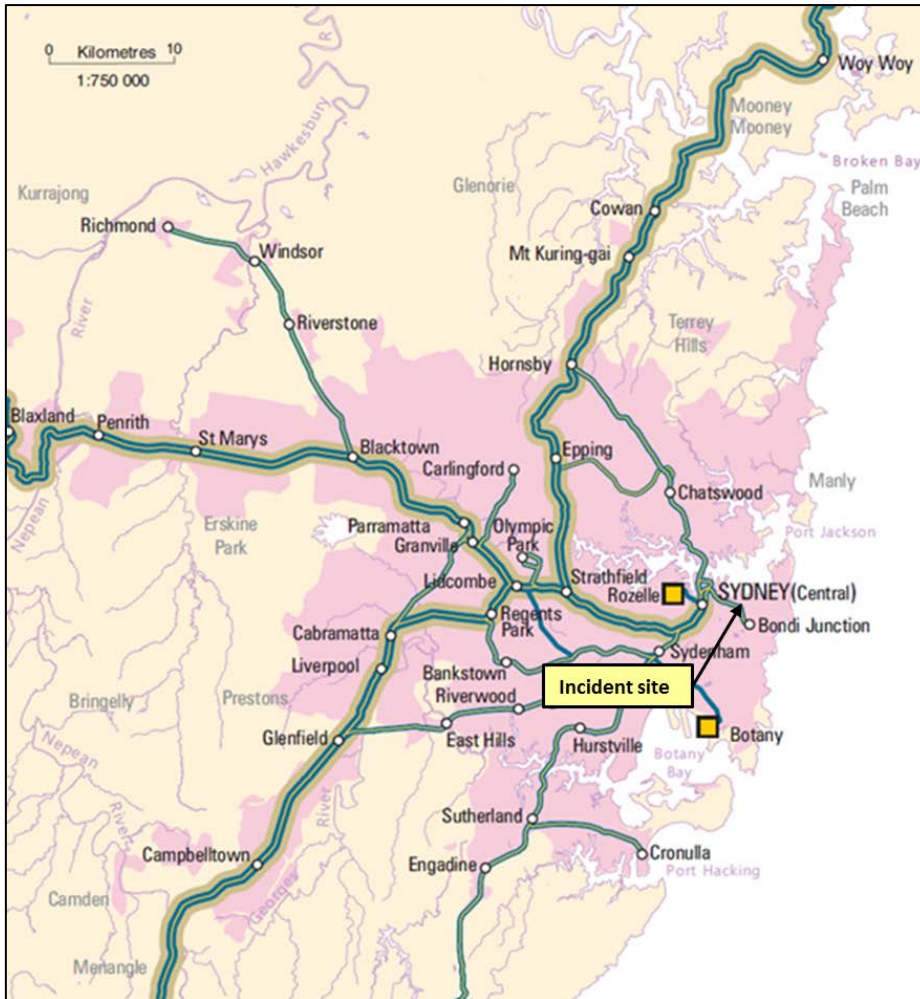 0 Kilometres 10
1:750 000
Woy Woy
Mooney
Mooney
Hawkesbury
R
Broken Bay
Kurrajong
Glenorie
Palm
Beach
Richmond
Cowan
Windsor
Mt Kuring-gai
River
Riverstone
Terrey
Hills
Hornsby
Blaxland
Penrith
St Marys
Blacktown
Epping
Carlingford
Chatswood
Manly
Nepean
Erskine
Park
Parramatta
Granville
Olympic
Park
Port Jackson
Lidcombe
Strathfield
Rozelle
SYDNEY (Central)
Regents
Park
Bondi Junction
Cabramatta
Sydenham
Liverpool
Bankstown
Incident site
Bringelly
Prestons
Riverwood
Glenfield
East Hills
Hurstville
Botany
Botany
Bay
Nepean
River
River
Sutherland
Campbelltown
Engadine
Cronulla
Port Hacking
Georges
Camden
Menangle